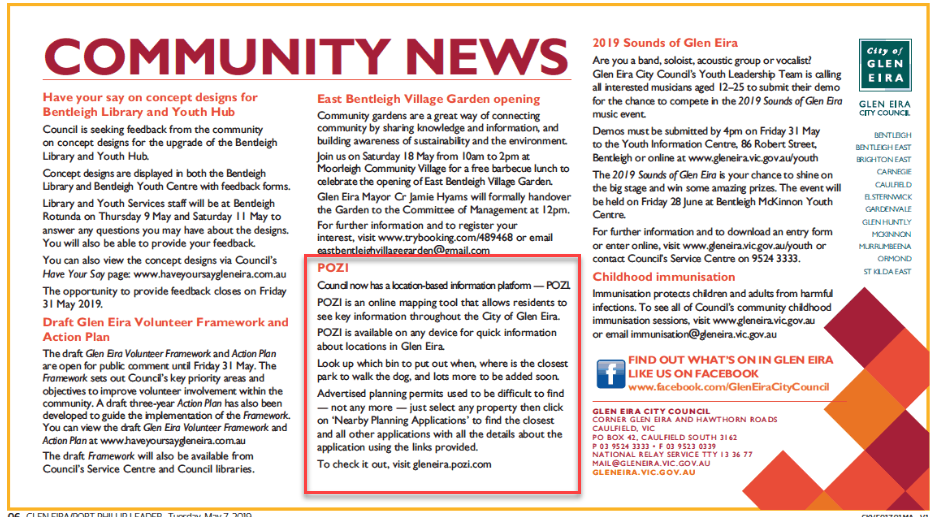 COMMUNITY NEWS
Have your say on concept designs for
Bentleigh Library and Youth Hub
Council is seeking feedback from the community
on concept designs for the upgrade of the Bentleigh
Library and Youth Hub.
Concept designs are displayed in both the Bentleigh
Library and Bentleigh Youth Centre with feedback forms.
Library and Youth Services staff will be at Bentleigh
Rotunda on Thursday 9 May and Saturday 11 May to
answer any questions you may have about the designs.
You will also be able to provide your feedback.
You can also view the concept designs via Council's
Have Your Say page: www.haveyoursaygleneira.com.au
The opportunity to provide feedback closes on Friday
31 May 2019.
Draft Glen Eira Volunteer Framework and
Action Plan
The draft Glen Eira Volunteer Framework and Action Plan
are open for public comment until Friday 31 May. The
Framework sets out Council's key priority areas and
objectives to improve volunteer involvement within the
community. A draft three-year Action Plan has also been
developed to guide the implementation of the Framework.
You can view the draft Glen Eira Volunteer Framework and
Action Plan at www.haveyoursaygleneira.com.au
The draft Framework will also be available from
Council's Service Centre and Council libraries.
East Bentleigh Village Garden opening
Community gardens are a great way of connecting
community by sharing knowledge and information, and
building awareness of sustainability and the environment.
Join us on Saturday 18 May from 10am to 2pm at
Moorleigh Community Village for a free barbecue lunch to
celebrate the opening of East Bentleigh Village Garden.
Glen Eira Mayor Cr Jamie Hyams will formally handover
the Garden to the Committee of Management at 12pm.
For further information and to register your
interest, visit www.trybooking.com/489468 or email
eastbentleighvillagegarden@gmail.com
POZI
Council now has a location-based information platform — POZI.
POZI is an online mapping tool that allows residents to
see key information throughout the City of Glen Eira.
POZI is available on any device for quick information
about locations in Glen Eira.
Look up which bin to put out when, where is the closest
park to walk the dog, and lots more to be added soon.
Advertised planning permits used to be difficult to find
— not any more — just select any property then click
on 'Nearby Planning Applications' to find the closest
and all other applications with all the details about the
application using the links provided.
To check it out, visit gleneira.pozi.com
2019 Sounds of Glen Eira
Are you a band, soloist, acoustic group or vocalist?
Glen Eira City Council's Youth Leadership Team is calling
all interested musicians aged 12–25 to submit their demo
for the chance to compete in the 2019 Sounds of Glen Eira
music event.
Demos must be submitted by 4pm on Friday 31 May
to the Youth Information Centre, 86 Robert Street,
Bentleigh or online at www.gleneira.vic.gov.au/youth
The 2019 Sounds of Glen Eira is your chance to shine on
the big stage and win some amazing prizes. The event will
be held on Friday 28 June at Bentleigh McKinnon Youth
Centre.
For further information and to download an entry form
or enter online, visit www.gleneira.vic.gov.au/youth or
contact Council's Service Centre on 9524 3333.
Childhood immunisation
Immunisation protects children and adults from harmful
infections. To see all of Council's community childhood
immunisation sessions, visit www.gleneira.vic.gov.au
or email immunisation@gleneira.vic.gov.au
f
FIND OUT WHAT'S ON IN GLEN EIRA
LIKE US ON FACEBOOK
www.facebook.com/GlenEiraCityCouncil
GLEN EIRA CITY COUNCIL
CORNER GLEN EIRA AND HAWTHORN ROADS
CAULFIELD, VIC
PO BOX 42, CAULFIELD SOUTH 3162
P 03 9524 3333 • F 03 9523 0339
NATIONAL RELAY SERVICE TTY 13 36 77
MAIL@GLENEIRA.VIC.GOV.AU
GLENEIRA.VIC.GOV.AU
City of
GLEN
EIRA
GLEN EIRA
CITY COUNCIL
BENTLEIGH
BENTLEIGH EAST
BRIGHTON EAST
CARNEGIE
CAULFIELD
ELSTERNWICK
GARDENVALE
GLEN HUNTLY
MCKINNON
MURRUMBEENA
ORMOND
ST KILDA EAST
06 GLEN EIRA/PORT PHILLIP LEADER Tuesday, May 7, 2019